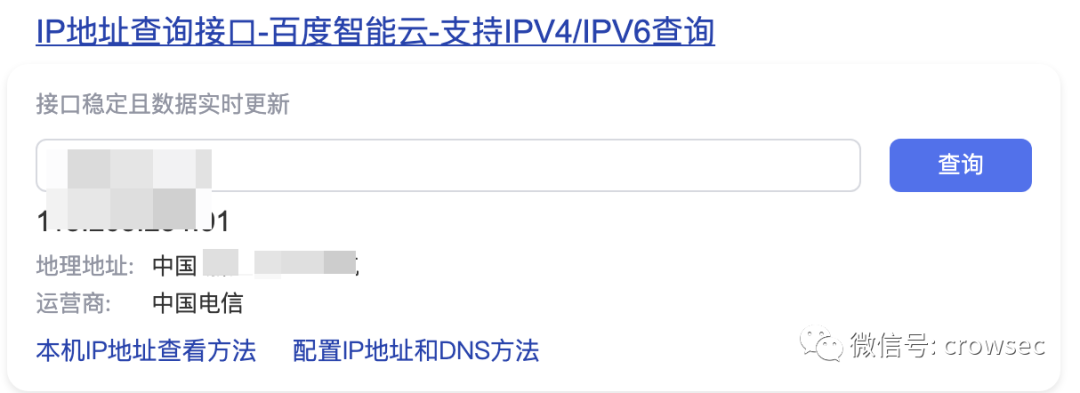 IP地址查询接口-百度智能云-支持IPV4/IPV6查询
接口稳定且数据实时更新
查询
地理地址: 中国
运营商: 中国电信
本机IP地址查看方法 配置IP地址和DNS方法
微信号: crowsec